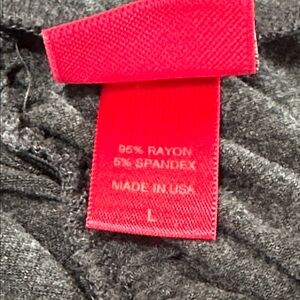 95% RAYON
5% SPANDEX
MADE IN USA
L